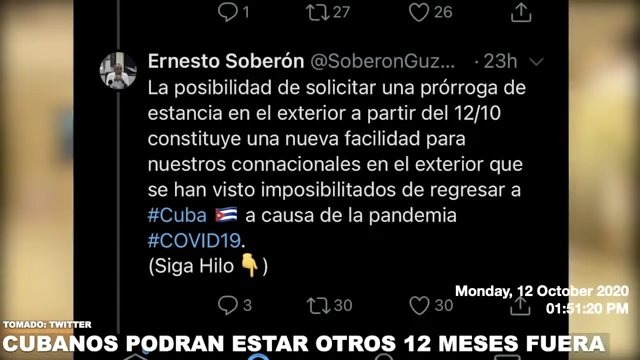 1 27 26
Ernesto Soberón @SoberonGuz... · 23h
La posibilidad de solicitar una prórroga de
estancia en el exterior a partir del 12/10
constituye una nueva facilidad para
nuestros connacionales en el exterior que
se han visto imposibilitados de regresar a
#Cuba 🇨🇺 a causa de la pandemia
#COVID19.
(Siga Hilo 👇)
3 30 30
Monday, 12 October 2020
01:51:20 PM
TOMADO: TWITTER
CUBANOS PODRAN ESTAR OTROS 12 MESES FUERA